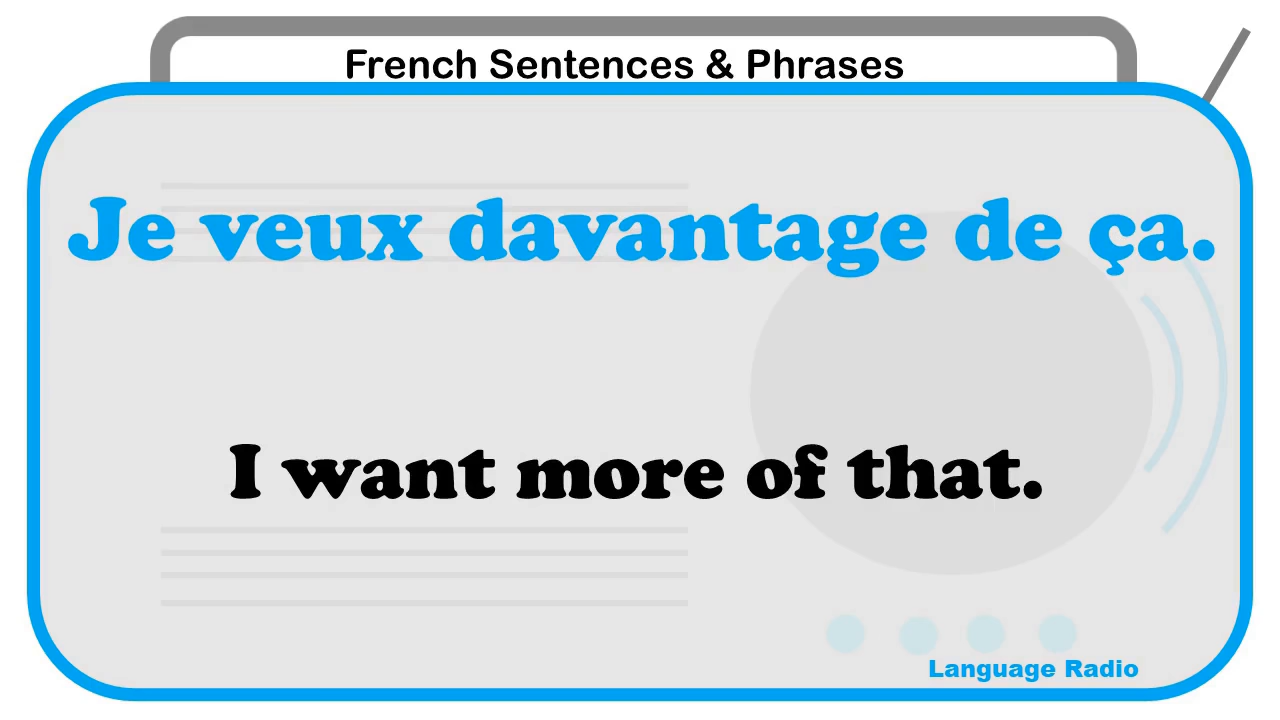 French Sentences & Phrases
Je veux davantage de ça.
I want more of that.
Language Radio